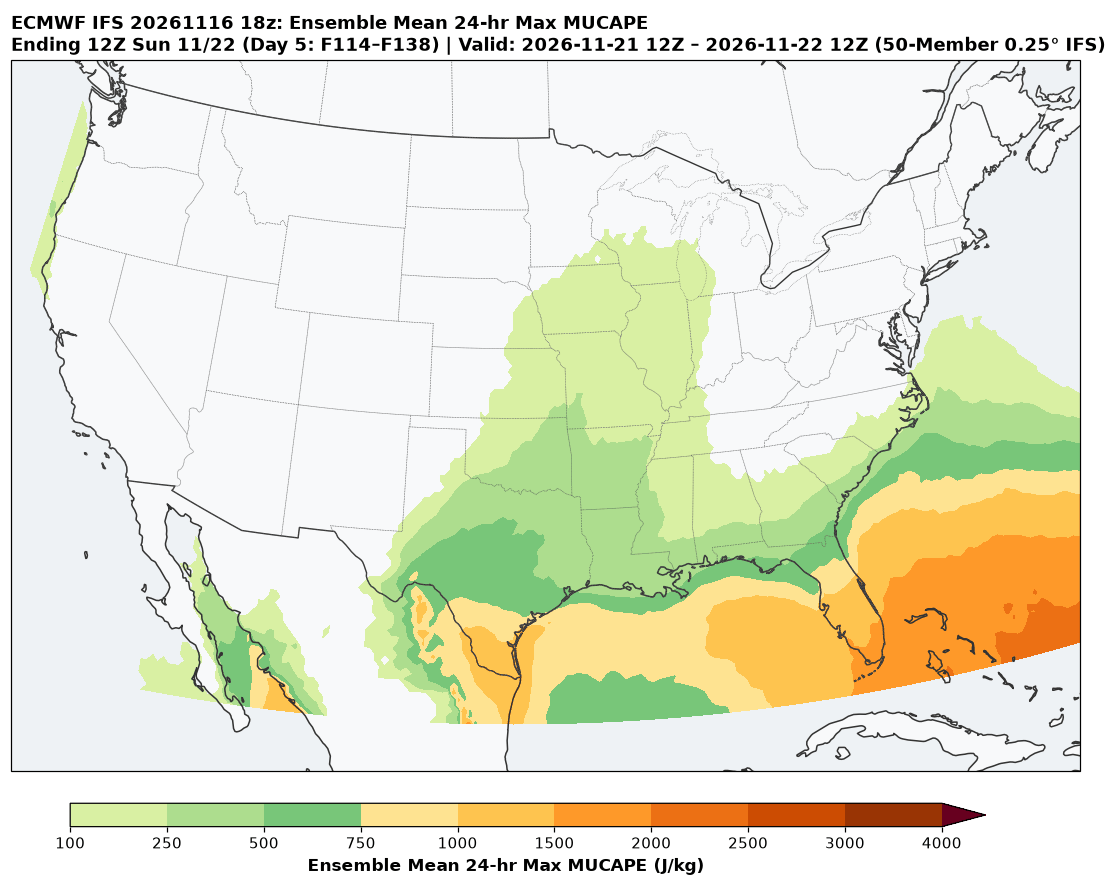 ECMWF IFS 20261116 18z: Ensemble Mean 24-hr Max MUCAPE
Ending 12Z Sun 11/22 (Day 5: F114–F138) | Valid: 2026-11-21 12Z – 2026-11-22 12Z (50-Member 0.25° IFS)
100 250 500 750 1000 1500 2000 2500 3000 4000
Ensemble Mean 24-hr Max MUCAPE (J/kg)